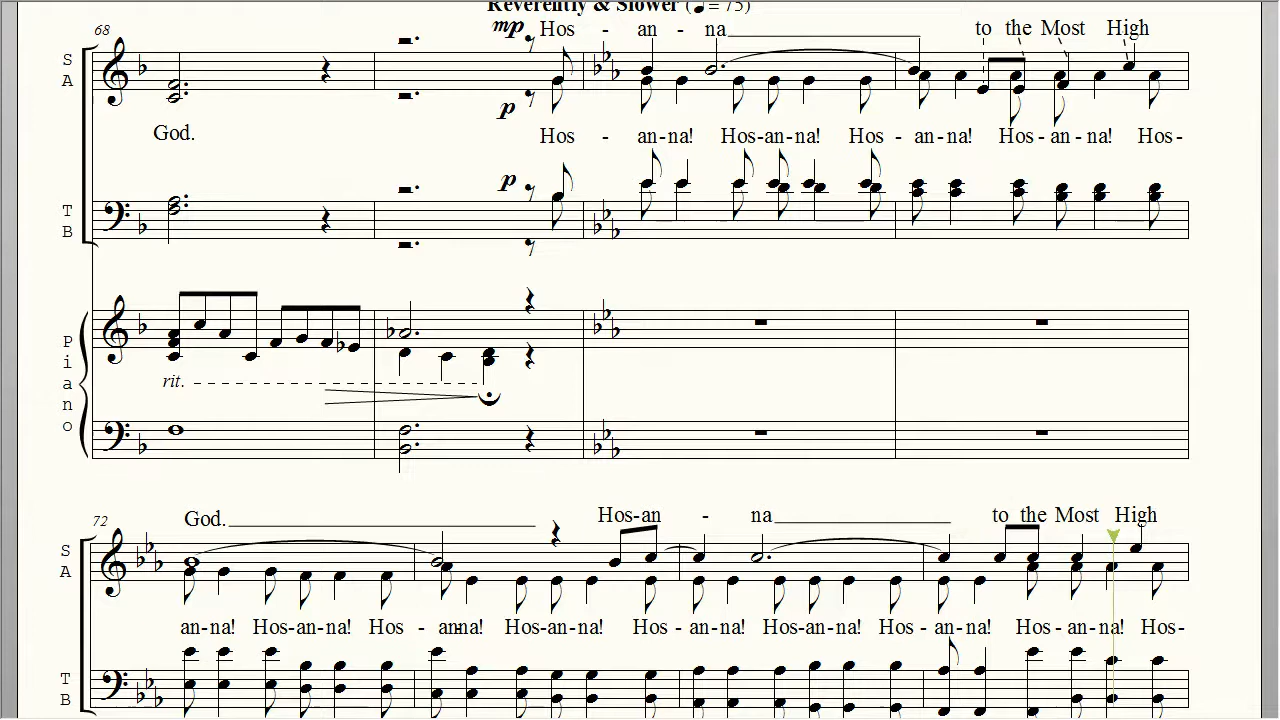 Reverently & Slower (♩ = 75)
68
mp Hos - an - na to the Most High
S
A
p
God.
Hos - an-na! Hos-an-na! Hos - an-na! Hos-an-na! Hos-
p
T
B
Piano
rit.
72
God. Hos-an - na to the Most High
S
A
an-na! Hos-an-na! Hos - an-na! Hos-an-na! Hos - an-na! Hos-an-na! Hos - an-na! Hos-an-na! Hos-
T
B